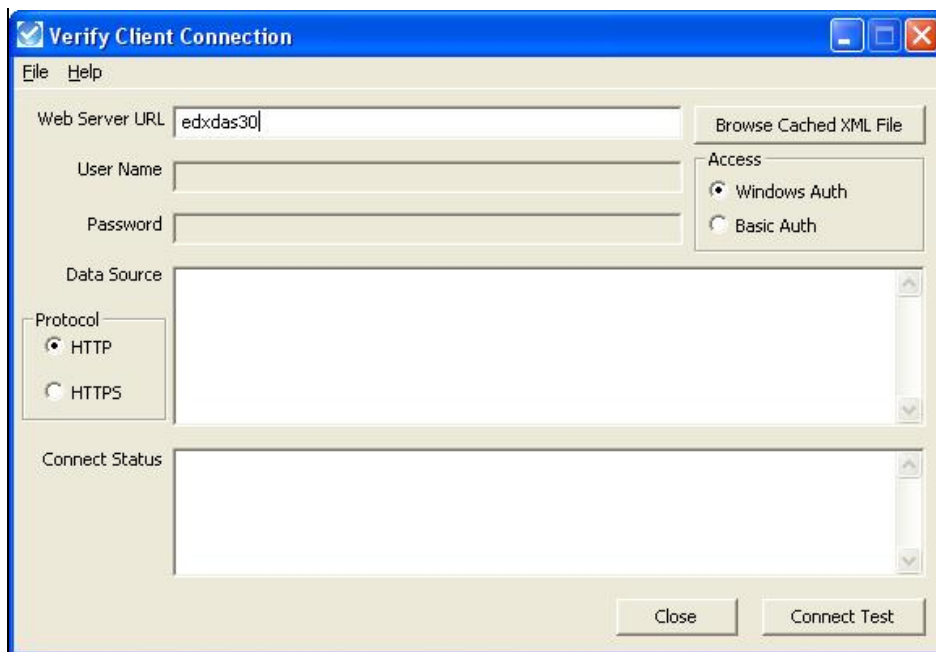 Verify Client Connection
File Help
Web Server URL edxdas30 Browse Cached XML File
User Name
Access
Windows Auth
Password
Basic Auth
Data Source
Protocol
HTTP
HTTPS
Connect Status
Close Connect Test